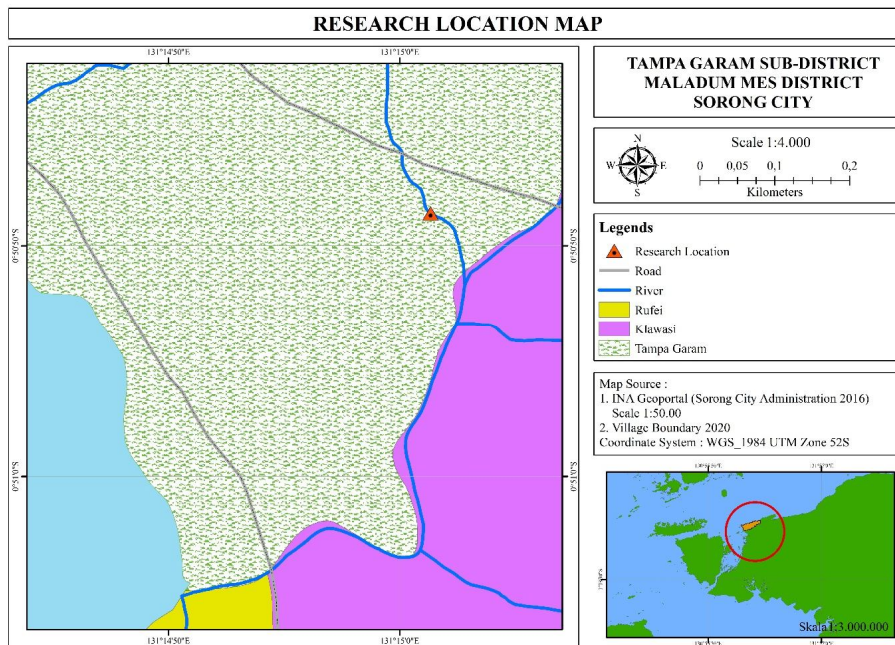 RESEARCH LOCATION MAP
131°14'50"E
131°15'0"E
0°50'50"S
0°50'50"S
0°51'0"S
0°51'0"S
131°14'50"E
131°15'0"E
TAMPA GARAM SUB-DISTRICT
MALADUM MES DISTRICT
SORONG CITY
N
W E
S
Scale 1:4.000
0 0,05 0,1 0,2
Kilometers
Legends
Research Location
Road
River
Rufei
Klawasi
Tampa Garam
Map Source :
1. INA Geoportal (Sorong City Administration 2016)
Scale 1:50.00
2. Village Boundary 2020
Coordinate System : WGS_1984 UTM Zone 52S
Skala 1:3.000.000